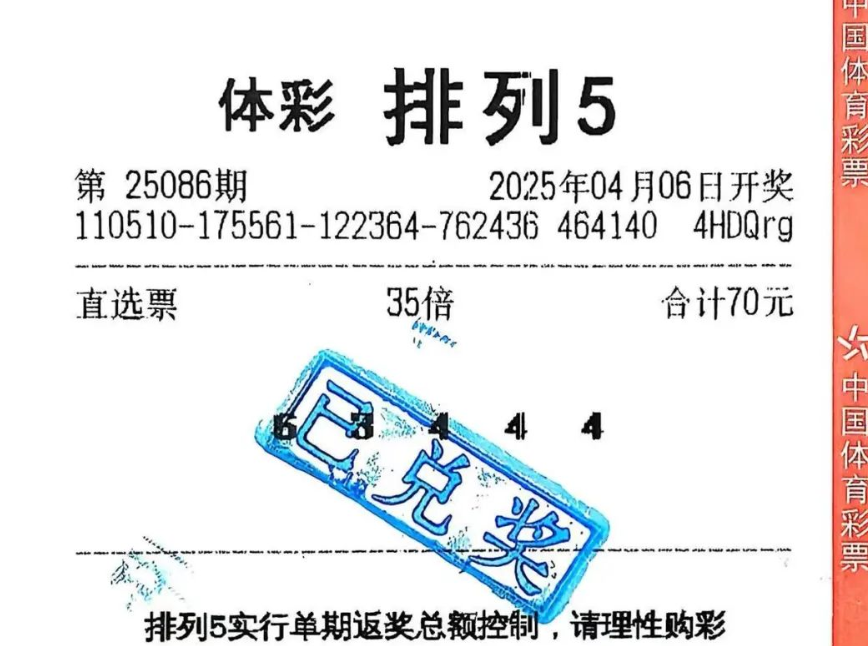 体彩 排列5
第 25086期 2025年04月06日开奖
110510-175561-122364-762436 464140 4HDQrg
直选票 35倍 合计70元
6 3 4 4 4
已兑奖
排列5实行单期返奖总额控制，请理性购彩
中国体育彩票
中国体育彩票